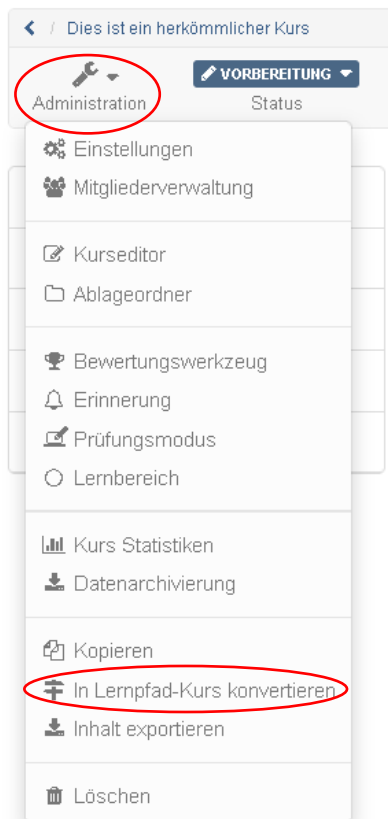 / Dies ist ein herkömmlicher Kurs
VORBEREITUNG
Administration Status
Einstellungen
Mitgliederverwaltung
Kurseditor
Ablageordner
Bewertungswerkzeug
Erinnerung
Prüfungsmodus
Lernbereich
Kurs Statistiken
Datenarchivierung
Kopieren
In Lernpfad-Kurs konvertieren
Inhalt exportieren
Löschen